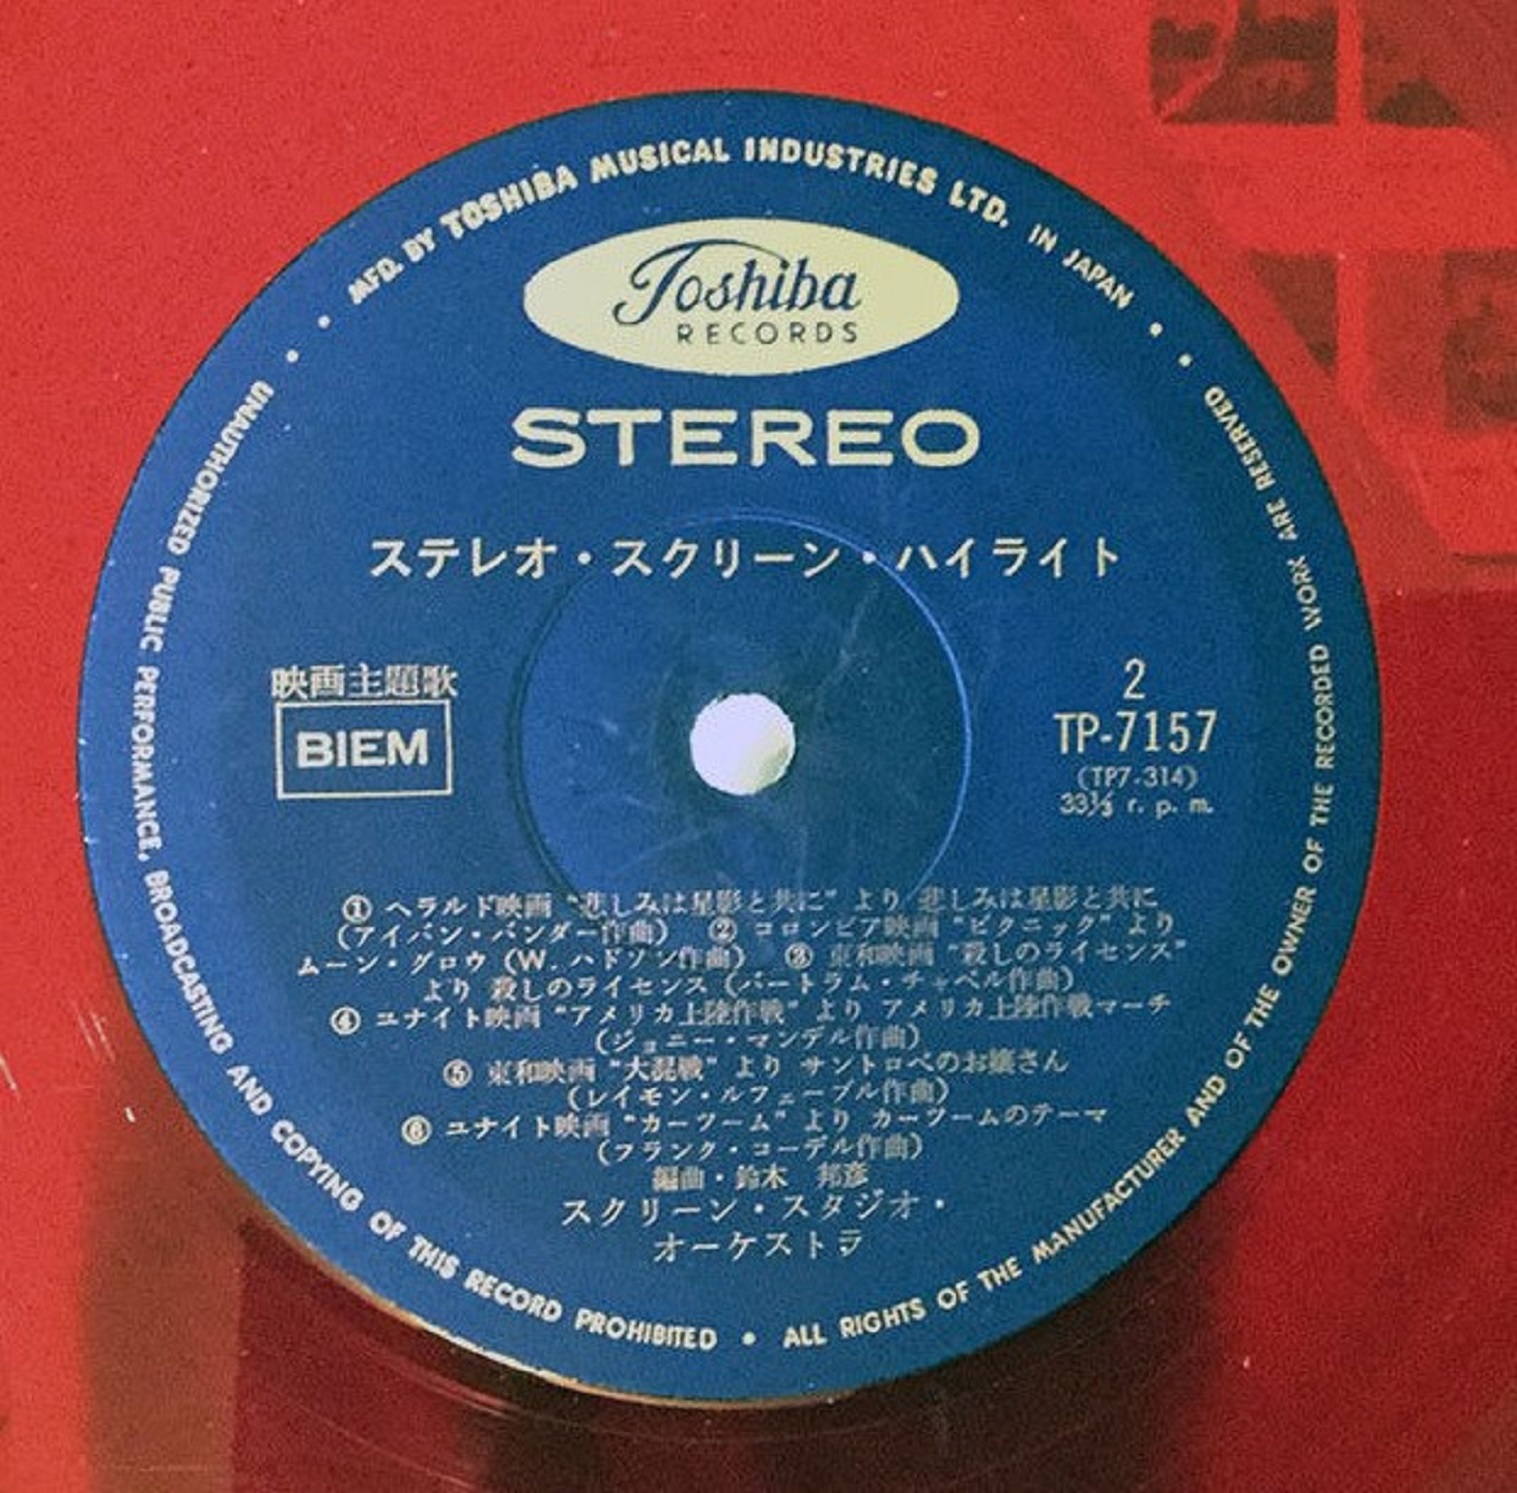 MFD. BY TOSHIBA MUSICAL INDUSTRIES LTD. IN JAPAN
Toshiba
RECORDS
STEREO
ステレオ・スクリーン・ハイライト
映画主題歌
BIEM
2
TP-7157
(TP7-314)
33⅓ r. p. m.
① ヘラルド映画 “悲しみは星影と共に” より 悲しみは星影と共に
(アイバン・バンダー作曲) ② コロンビア映画 “ピクニック” より
ムーン・グロウ (W. ハドソン作曲) ③ 東和映画 “殺しのライセンス”
より 殺しのライセンス (バートラム・チャペル作曲)
④ ユナイト映画 “アメリカ上陸作戦” より アメリカ上陸作戦マーチ
(ジョニー・マンデル作曲)
⑤ 東和映画 “大混戦” より サントロペのお嬢さん
(レイモン・ルフェーブル作曲)
⑥ ユナイト映画 “カーツーム” より カーツームのテーマ
(フランク・コーデル作曲)
編曲・鈴木 邦彦
スクリーン・スタジオ・
オーケストラ
UNAUTHORIZED PUBLIC PERFORMANCE, BROADCASTING AND COPYING OF THIS RECORD PROHIBITED • ALL RIGHTS OF THE MANUFACTURER AND OF THE OWNER OF THE RECORDED WORK ARE RESERVED